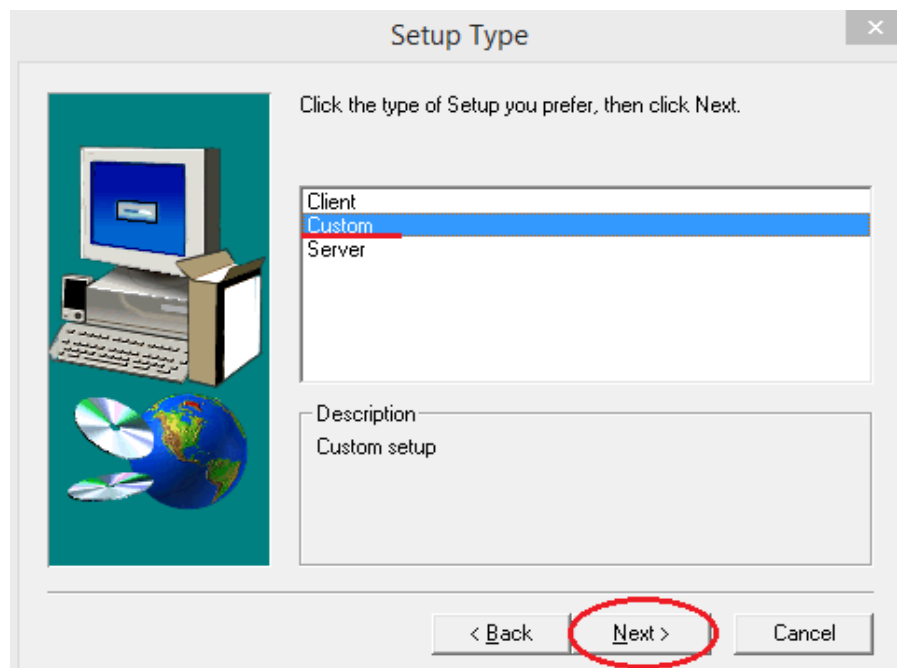 Setup Type
Click the type of Setup you prefer, then click Next.
Client
Custom
Server
Description
Custom setup
< Back
Next >
Cancel